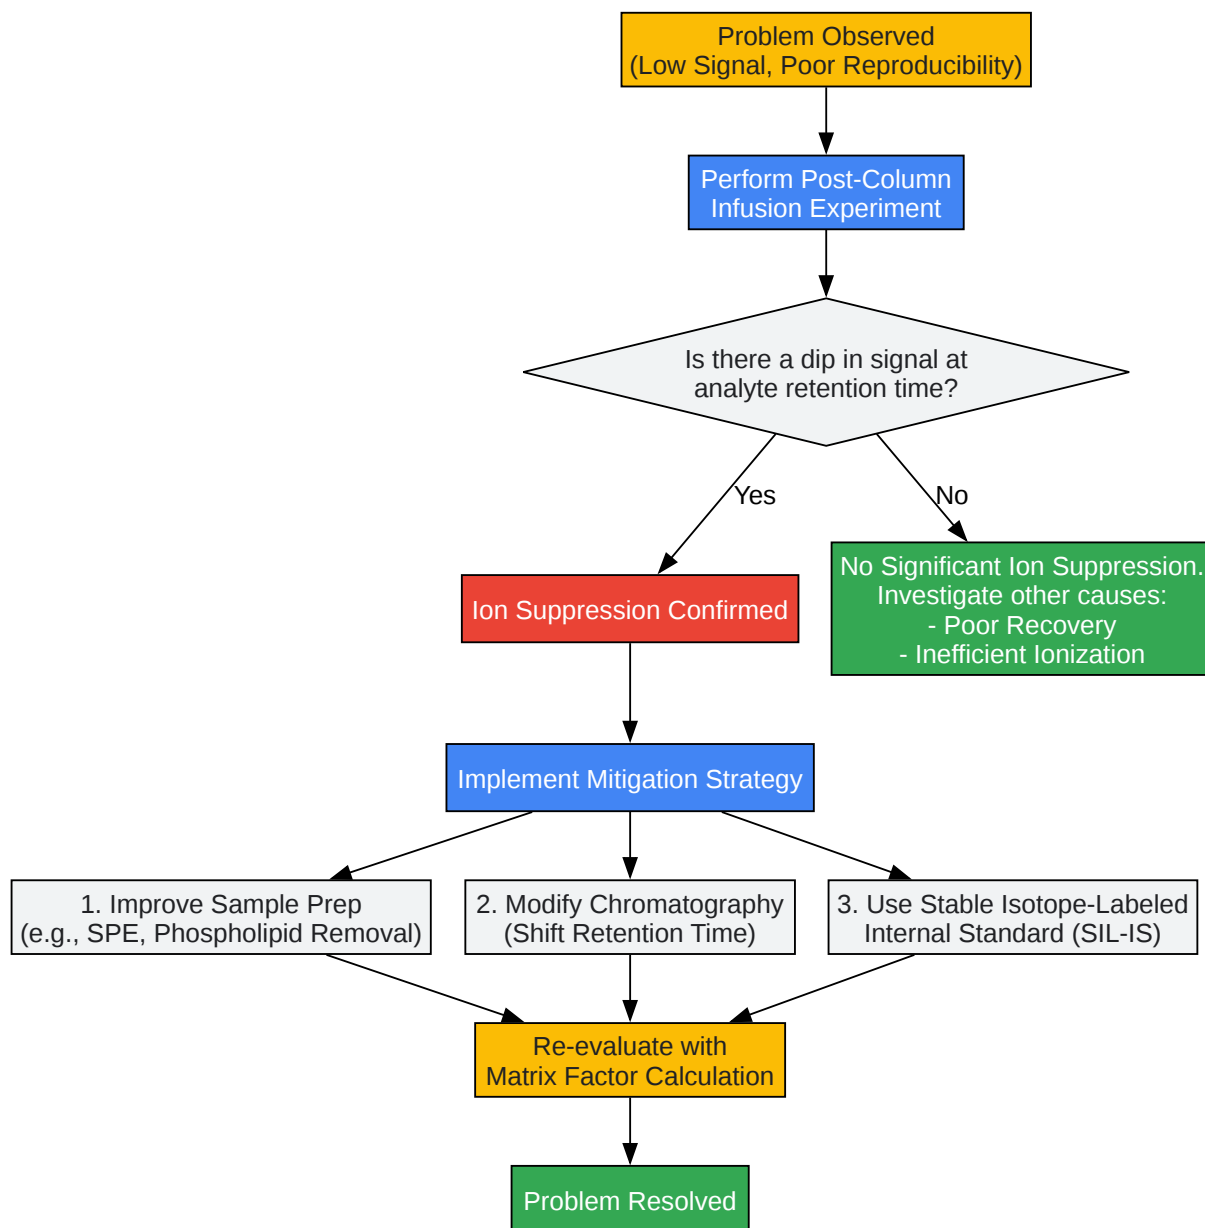 Problem Observed
(Low Signal, Poor Reproducibility)
Perform Post-Column
Infusion Experiment
Is there a dip in signal at
analyte retention time?
Yes
No
No Significant Ion Suppression.
Investigate other causes:
- Poor Recovery
- Inefficient Ionization
Ion Suppression Confirmed
Implement Mitigation Strategy
1. Improve Sample Prep
(e.g., SPE, Phospholipid Removal)
2. Modify Chromatography
(Shift Retention Time)
3. Use Stable Isotope-Labeled
Internal Standard (SIL-IS)
Re-evaluate with
Matrix Factor Calculation
Problem Resolved